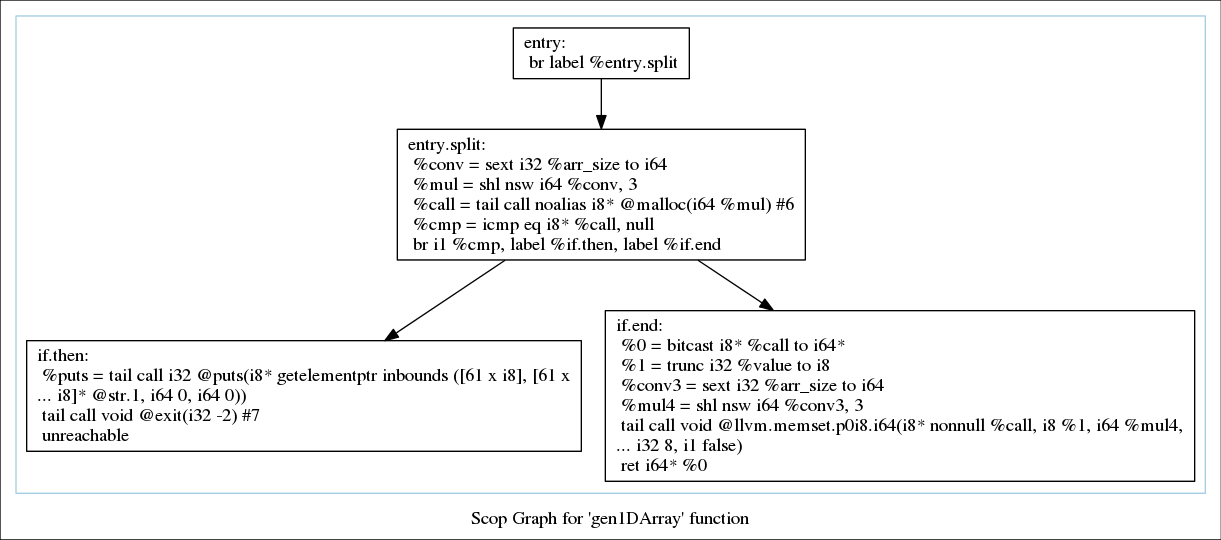 entry:
br label %entry.split
entry.split:
%conv = sext i32 %arr_size to i64
%mul = shl nsw i64 %conv, 3
%call = tail call noalias i8* @malloc(i64 %mul) #6
%cmp = icmp eq i8* %call, null
br i1 %cmp, label %if.then, label %if.end
if.then:
%puts = tail call i32 @puts(i8* getelementptr inbounds ([61 x i8], [61 x
... i8]* @str.1, i64 0, i64 0))
tail call void @exit(i32 -2) #7
unreachable
if.end:
%0 = bitcast i8* %call to i64*
%1 = trunc i32 %value to i8
%conv3 = sext i32 %arr_size to i64
%mul4 = shl nsw i64 %conv3, 3
tail call void @llvm.memset.p0i8.i64(i8* nonnull %call, i8 %1, i64 %mul4,
... i32 8, i1 false)
ret i64* %0
Scop Graph for 'gen1DArray' function